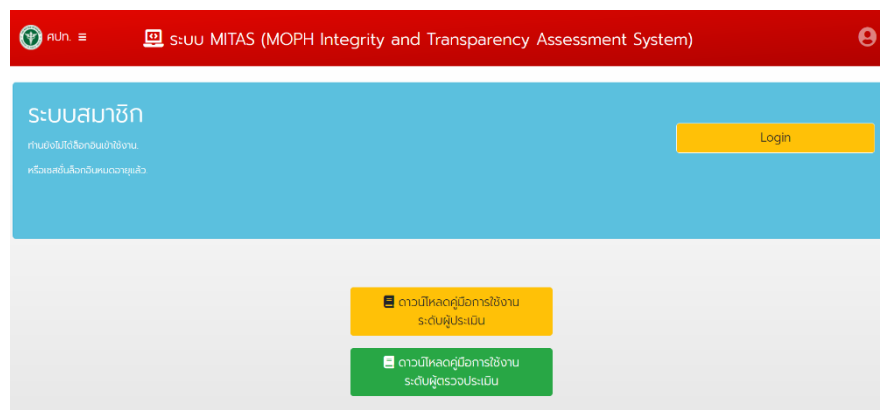 ศปท. ≡
ระบบ MITAS (MOPH Integrity and Transparency Assessment System)
ระบบสมาชิก
ท่านยังไม่ได้ล็อกอินเข้าใช้งาน.
หรือเซสชั่นล็อกอินหมดอายุแล้ว.
Login
ดาวน์โหลดคู่มือการใช้งาน
ระดับผู้ประเมิน
ดาวน์โหลดคู่มือการใช้งาน
ระดับผู้ตรวจประเมิน